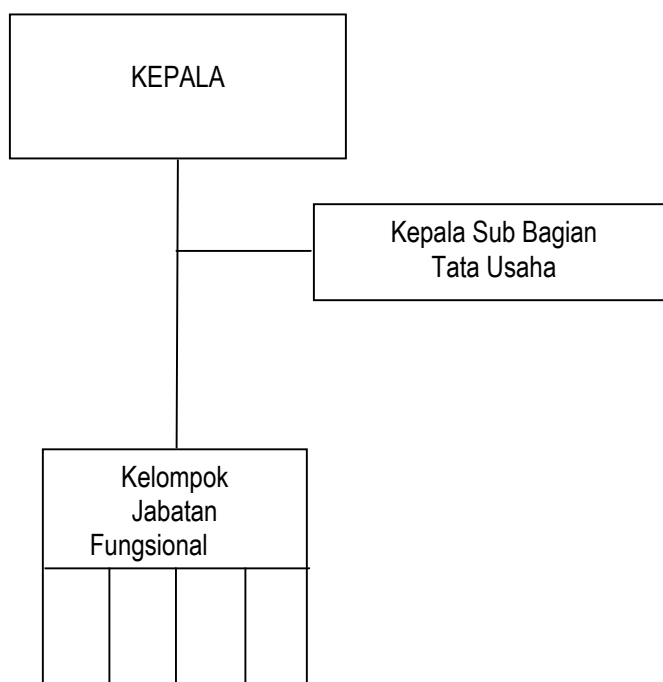 KEPALA
Kepala Sub Bagian
Tata Usaha
Kelompok
Jabatan
Fungsional